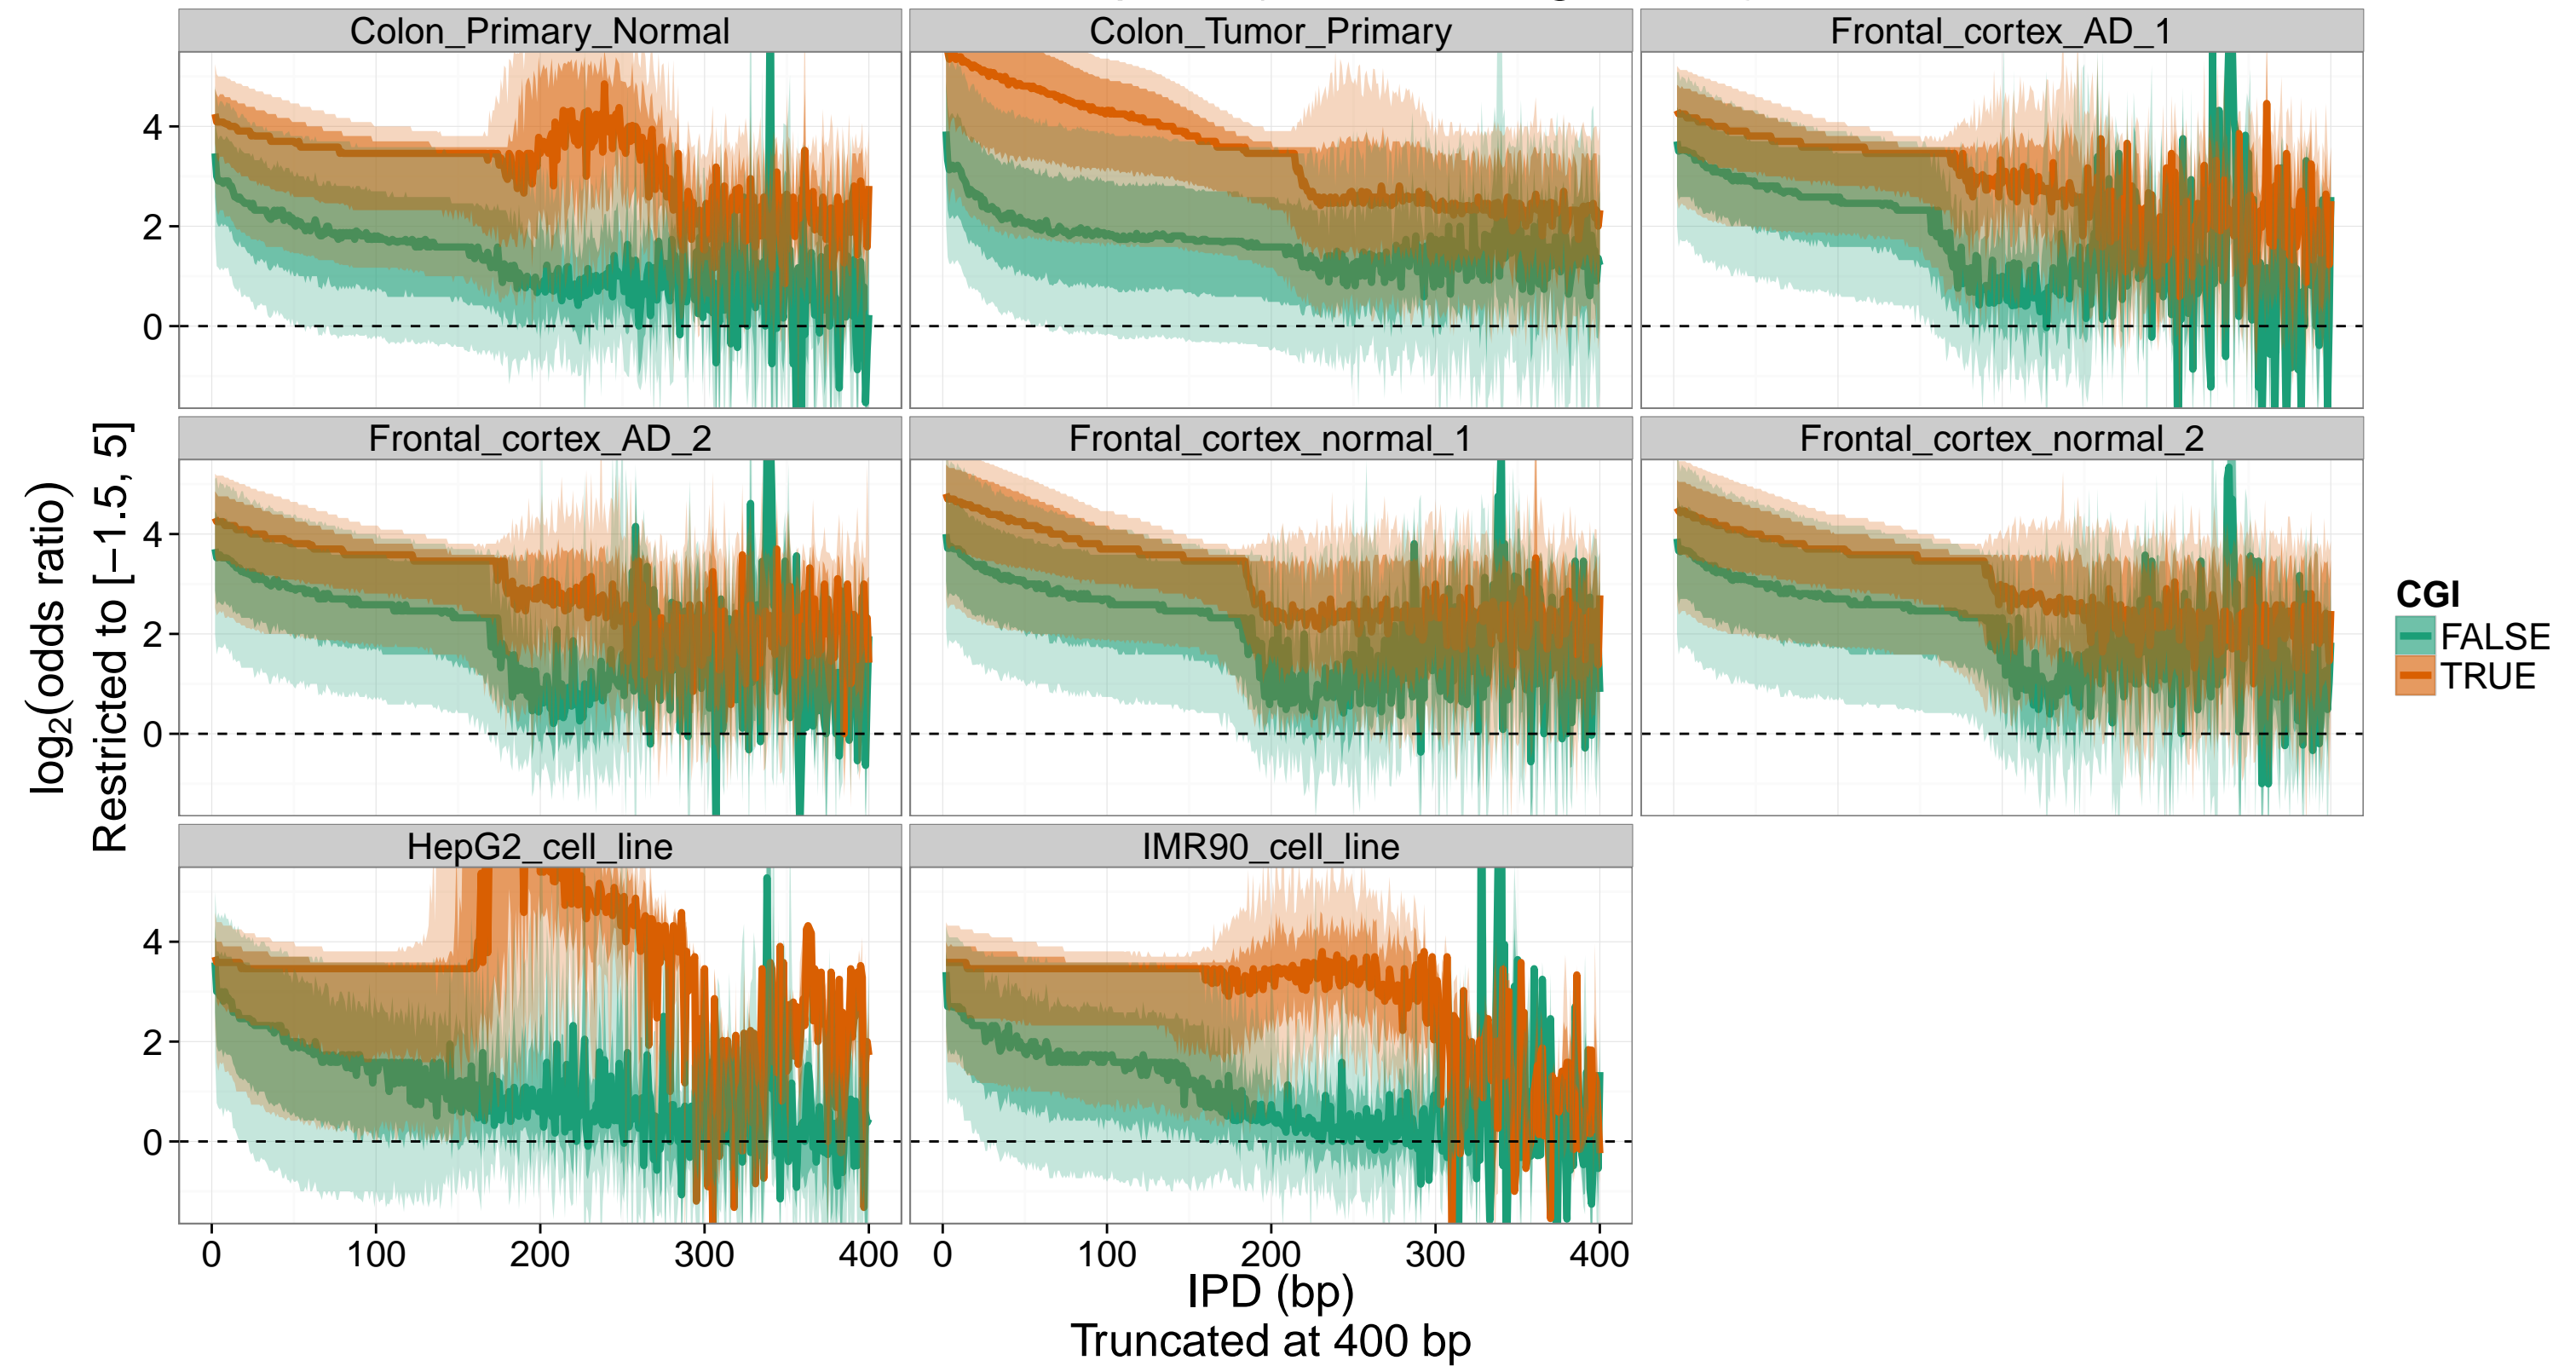 Colon_Primary_Normal
Colon_Tumor_Primary
Frontal_cortex_AD_1
4
2
0
Frontal_cortex_AD_2
Frontal_cortex_normal_1
Frontal_cortex_normal_2
4
2
0
HepG2_cell_line
IMR90_cell_line
4
2
0
0 100 200 300 400
0 100 200 300 400
log₂(odds ratio)
Restricted to [−1.5, 5]
IPD (bp)
Truncated at 400 bp
CGI
FALSE
TRUE